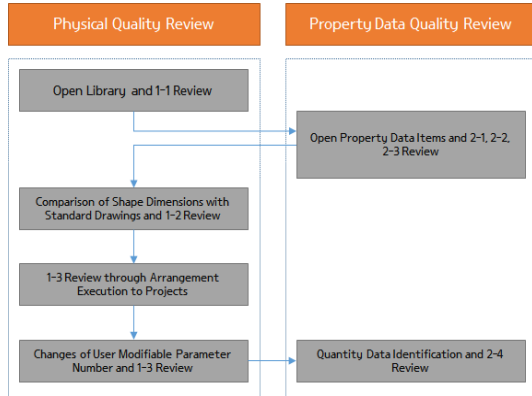 Physical Quality Review
Property Data Quality Review
Open Library and 1-1 Review
Open Property Data Items and 2-1, 2-2,
2-3 Review
Comparison of Shape Dimensions with
Standard Drawings and 1-2 Review
1-3 Review through Arrangement
Execution to Projects
Changes of User Modifiable Parameter
Number and 1-3 Review
Quantity Data Identification and 2-4
Review